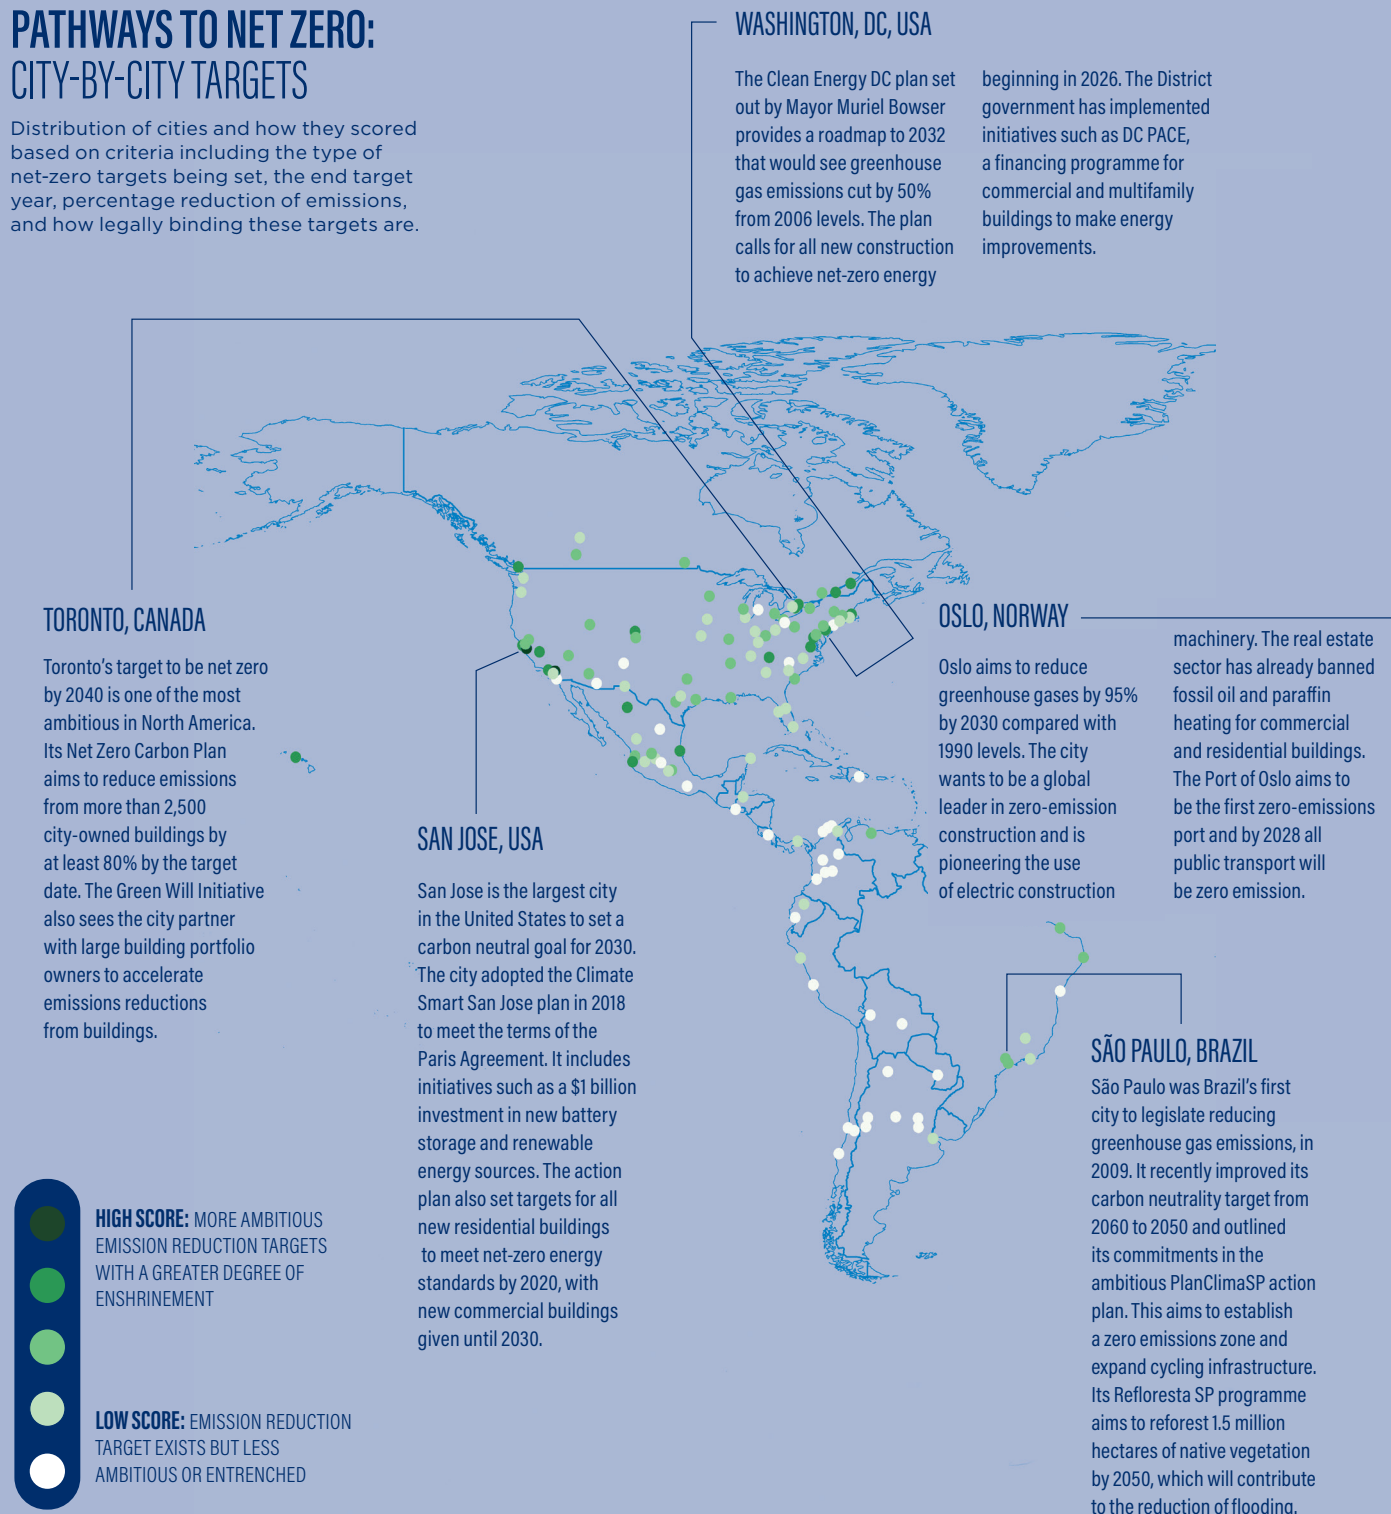 PATHWAYS TO NET ZERO:
CITY-BY-CITY TARGETS
Distribution of cities and how they scored
based on criteria including the type of
net-zero targets being set, the end target
year, percentage reduction of emissions,
and how legally binding these targets are.
WASHINGTON, DC, USA
The Clean Energy DC plan set
out by Mayor Muriel Bowser
provides a roadmap to 2032
that would see greenhouse
gas emissions cut by 50%
from 2006 levels. The plan
calls for all new construction
to achieve net-zero energy
beginning in 2026. The District
government has implemented
initiatives such as DC PACE,
a financing programme for
commercial and multifamily
buildings to make energy
improvements.
TORONTO, CANADA
Toronto's target to be net zero
by 2040 is one of the most
ambitious in North America.
Its Net Zero Carbon Plan
aims to reduce emissions
from more than 2,500
city-owned buildings by
at least 80% by the target
date. The Green Will Initiative
also sees the city partner
with large building portfolio
owners to accelerate
emissions reductions
from buildings.
SAN JOSE, USA
San Jose is the largest city
in the United States to set a
carbon neutral goal for 2030.
The city adopted the Climate
Smart San Jose plan in 2018
to meet the terms of the
Paris Agreement. It includes
initiatives such as a $1 billion
investment in new battery
storage and renewable
energy sources. The action
plan also set targets for all
new residential buildings
to meet net-zero energy
standards by 2020, with
new commercial buildings
given until 2030.
OSLO, NORWAY
Oslo aims to reduce
greenhouse gases by 95%
by 2030 compared with
1990 levels. The city
wants to be a global
leader in zero-emission
construction and is
pioneering the use
of electric construction
machinery. The real estate
sector has already banned
fossil oil and paraffin
heating for commercial
and residential buildings.
The Port of Oslo aims to
be the first zero-emissions
port and by 2028 all
public transport will
be zero emission.
SÃO PAULO, BRAZIL
São Paulo was Brazil's first
city to legislate reducing
greenhouse gas emissions, in
2009. It recently improved its
carbon neutrality target from
2060 to 2050 and outlined
its commitments in the
ambitious PlanClimaSP action
plan. This aims to establish
a zero emissions zone and
expand cycling infrastructure.
Its Refloresta SP programme
aims to reforest 1.5 million
hectares of native vegetation
by 2050, which will contribute
to the reduction of flooding.
HIGH SCORE: MORE AMBITIOUS
EMISSION REDUCTION TARGETS
WITH A GREATER DEGREE OF
ENSHRINEMENT
LOW SCORE: EMISSION REDUCTION
TARGET EXISTS BUT LESS
AMBITIOUS OR ENTRENCHED